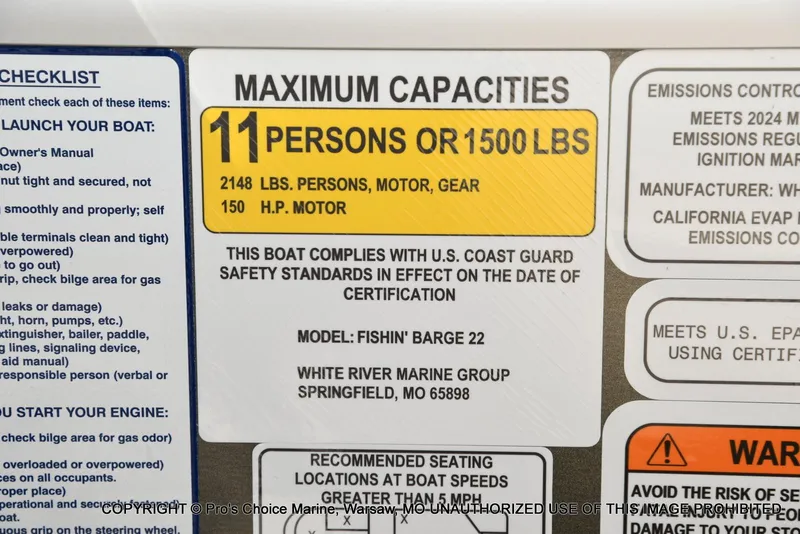 CHECKLIST
ment check each of these items:
LAUNCH YOUR BOAT:
Owner's Manual
ace)
nut tight and secured, not
g smoothly and properly; self
ble terminals clean and tight)
verpowered)
e to go out)
rip, check bilge area for gas
leaks or damage)
ht, horn, pumps, etc.)
xtinguisher, bailer, paddle,
g lines, signaling device,
aid manual)
responsible person (verbal or
U START YOUR ENGINE:
check bilge area for gas odor)
overloaded or overpowered)
ces on all occupants.
roper place)
perational and securely fastened)
oat.
uous grip on the steering wheel.
MAXIMUM CAPACITIES
11 PERSONS OR 1500 LBS
2148 LBS. PERSONS, MOTOR, GEAR
150 H.P. MOTOR
THIS BOAT COMPLIES WITH U.S. COAST GUARD
SAFETY STANDARDS IN EFFECT ON THE DATE OF
CERTIFICATION
MODEL: FISHIN' BARGE 22
WHITE RIVER MARINE GROUP
SPRINGFIELD, MO 65898
RECOMMENDED SEATING
LOCATIONS AT BOAT SPEEDS
GREATER THAN 5 MPH
X
X
EMISSIONS CONTRO
MEETS 2024 M
EMISSIONS REGU
IGNITION MAR
MANUFACTURER: WH
CALIFORNIA EVAP
EMISSIONS CO
MEETS U.S. EPA
USING CERTIF
WAR
AVOID THE RISK OF SE
FATAL INJURY TO PEOP
DAMAGE TO YOUR STO
COPYRIGHT © Pro's Choice Marine, Warsaw, MO UNAUTHORIZED USE OF THIS IMAGE PROHIBITED.